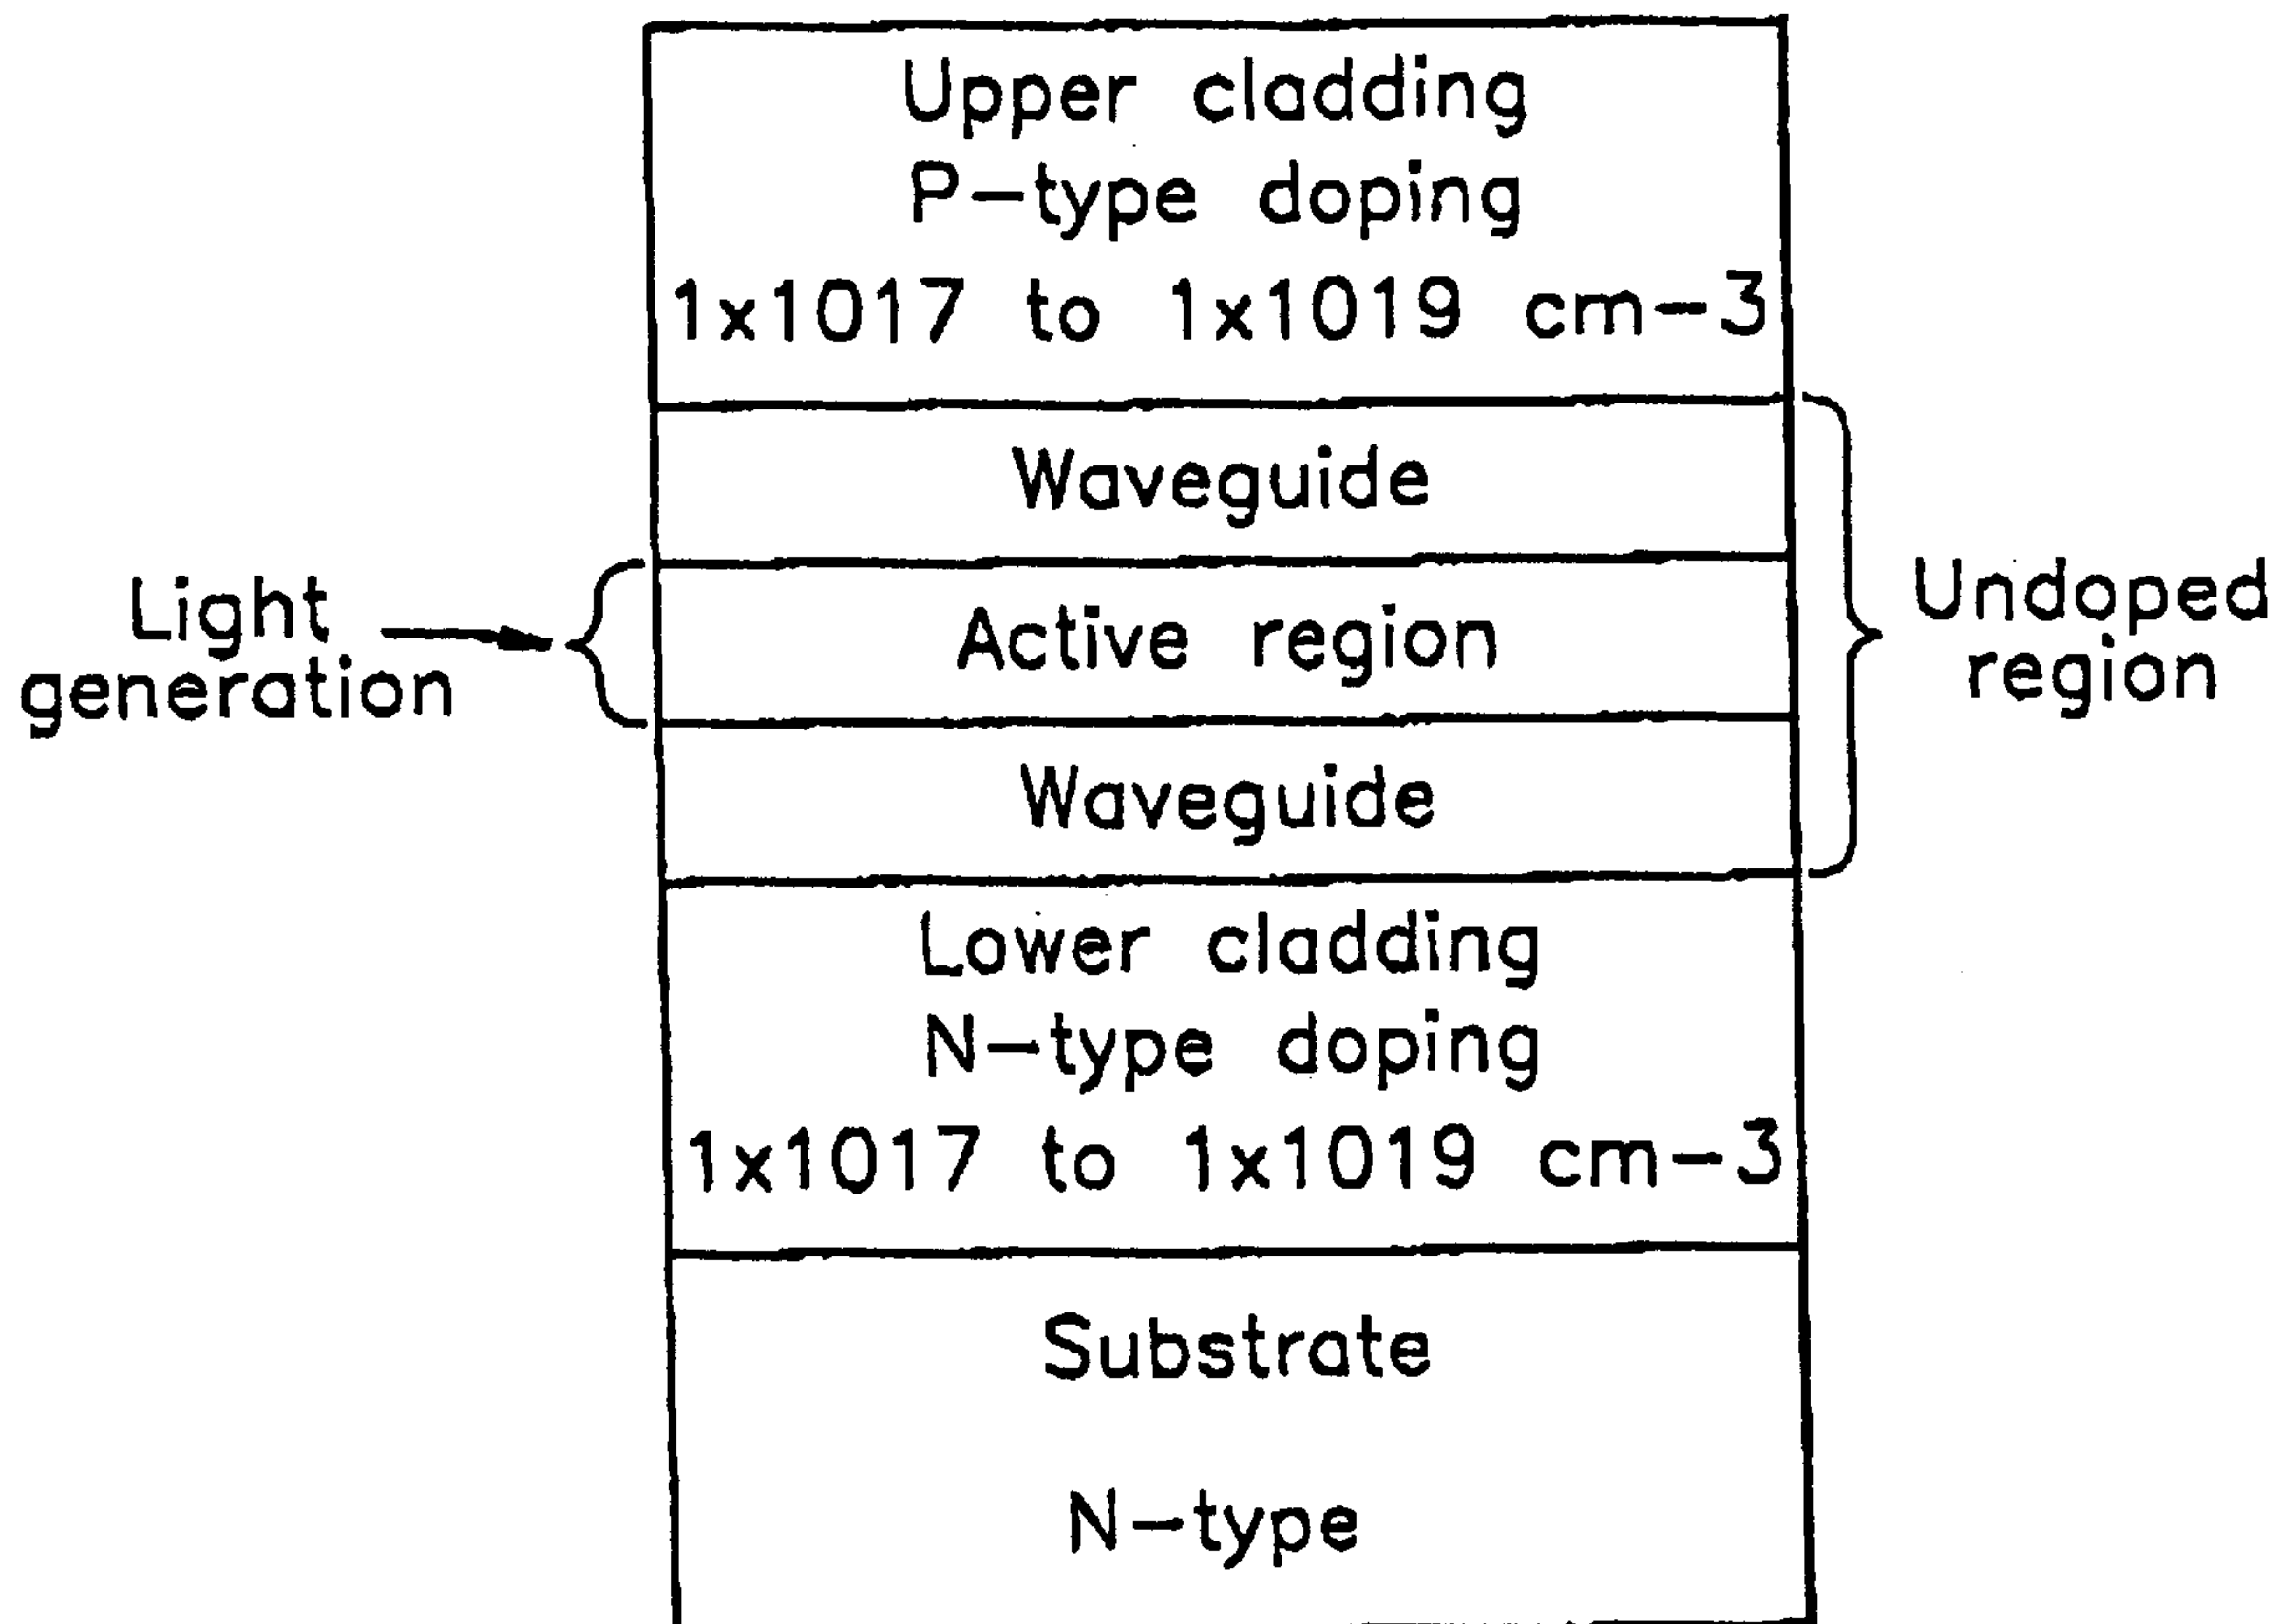 Upper cladding
P-type doping
1x1017 to 1x1019 cm-3
Waveguide
Light
generation
Active region
Undoped
region
Waveguide
Lower cladding
N-type doping
1x1017 to 1x1019 cm-3
Substrate
N-type